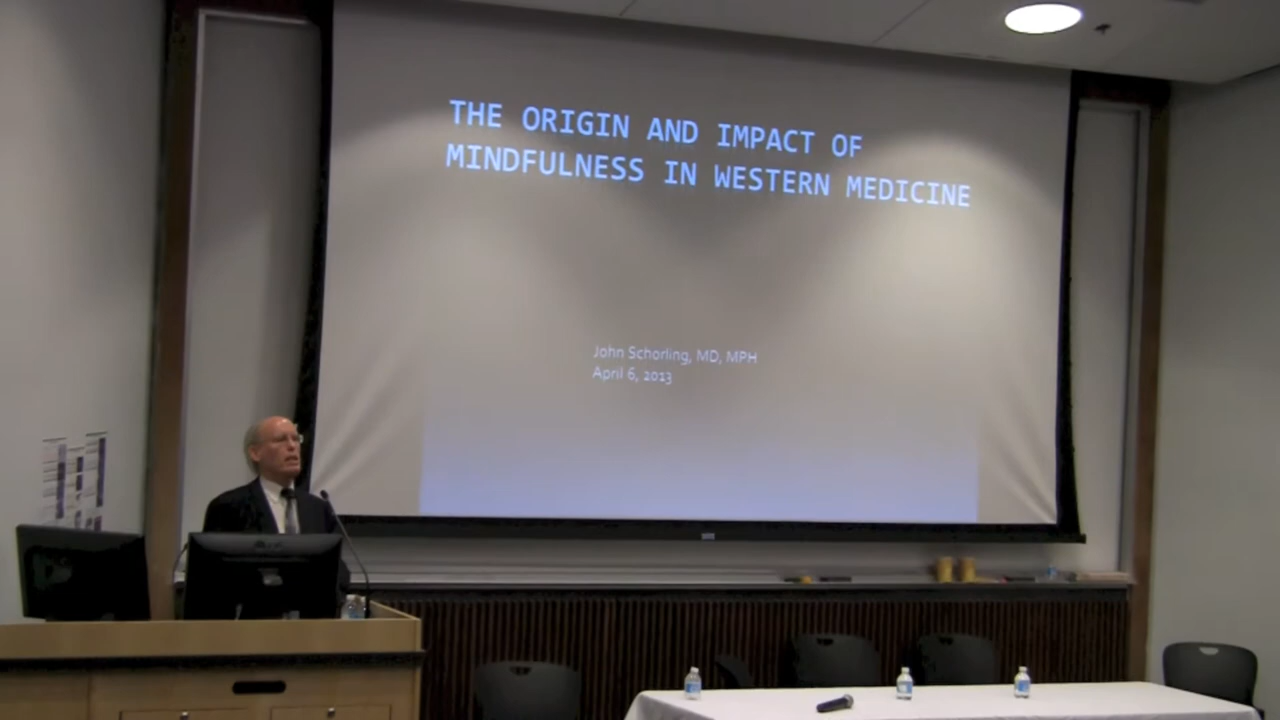 THE ORIGIN AND IMPACT OF
MINDFULNESS IN WESTERN MEDICINE
John Schorling, MD, MPH
April 6, 2013